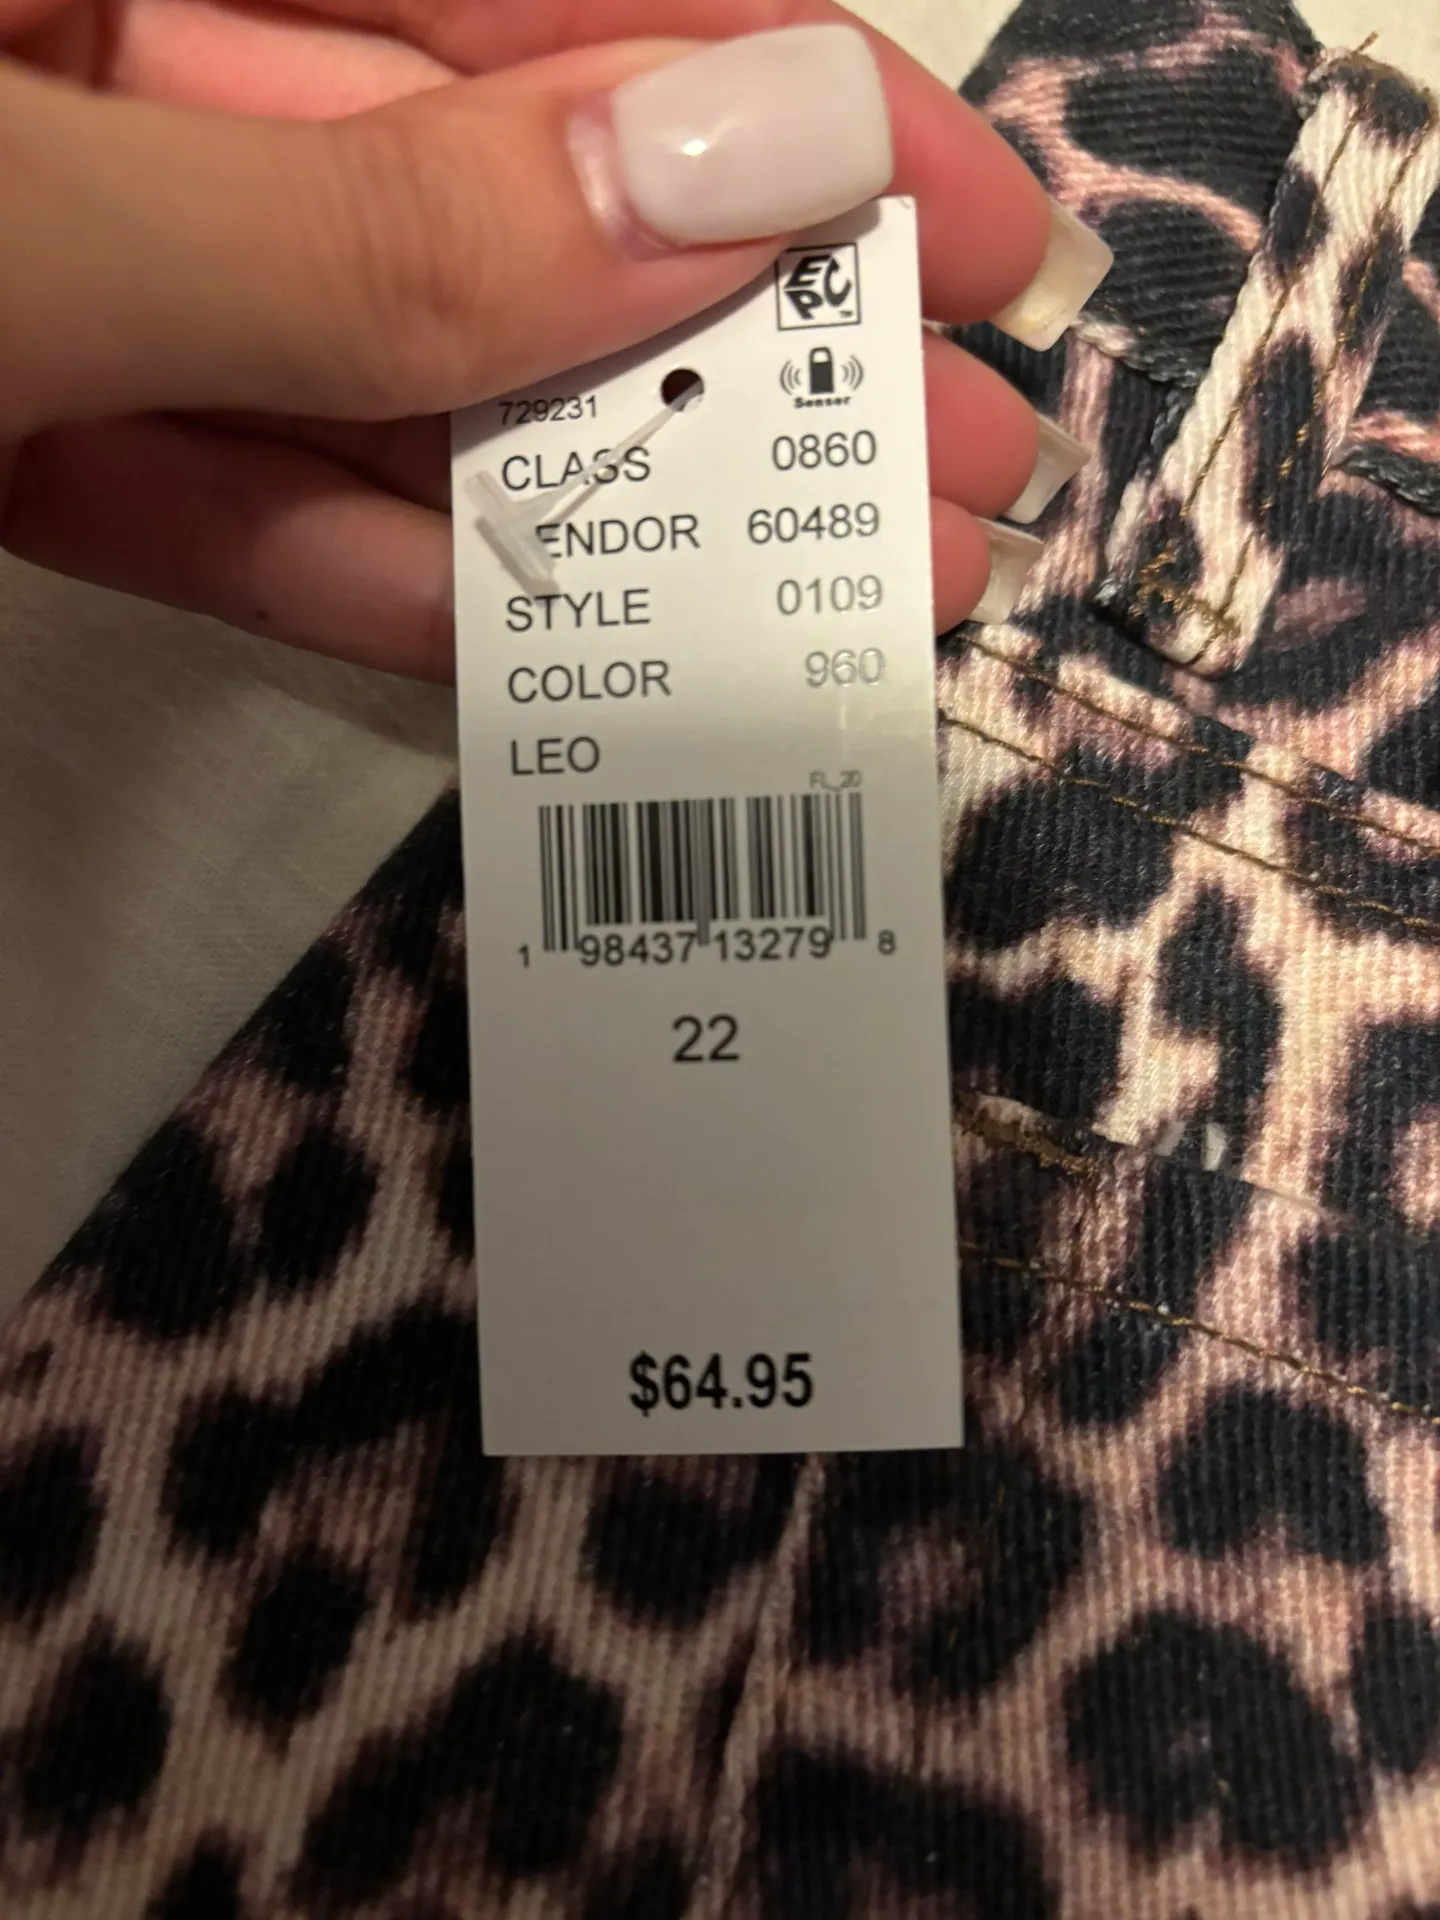 EPC™
Sensor
729231
CLASS 0860
ENDOR 60489
STYLE 0109
COLOR 960
LEO
FL_20
1 98437 13279 8
22
$64.95